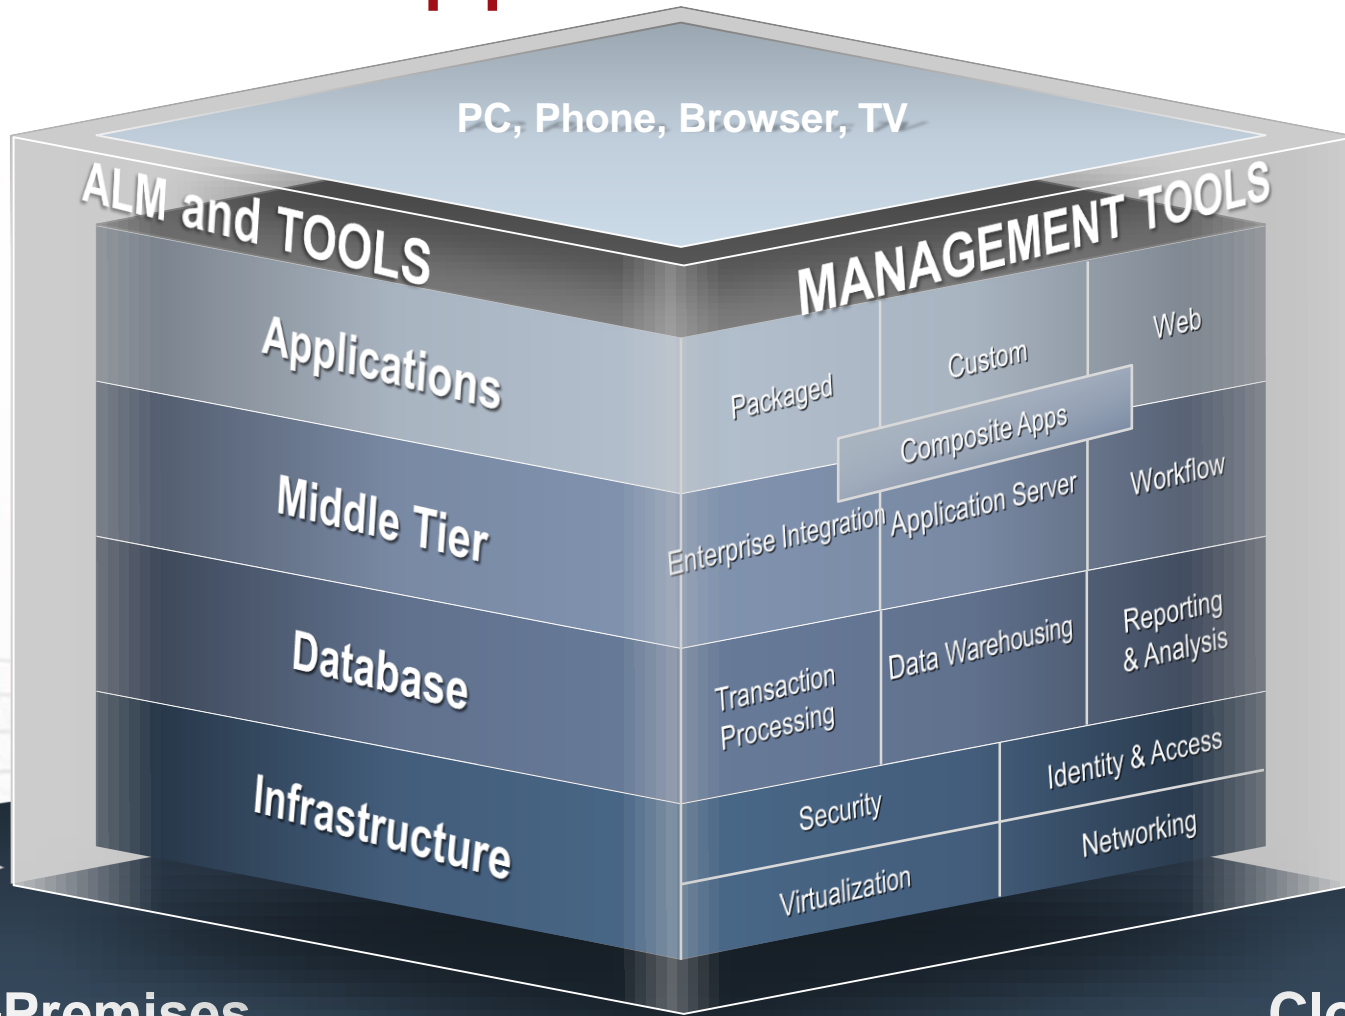 PC, Phone, Browser, TV
ALM and TOOLS
MANAGEMENT TOOLS
Applications
Packaged
Custom
Web
Composite Apps
Middle Tier
Enterprise Integration
Application Server
Workflow
Database
Transaction
Processing
Data Warehousing
Reporting
& Analysis
Infrastructure
Security
Identity & Access
Virtualization
Networking
Premises